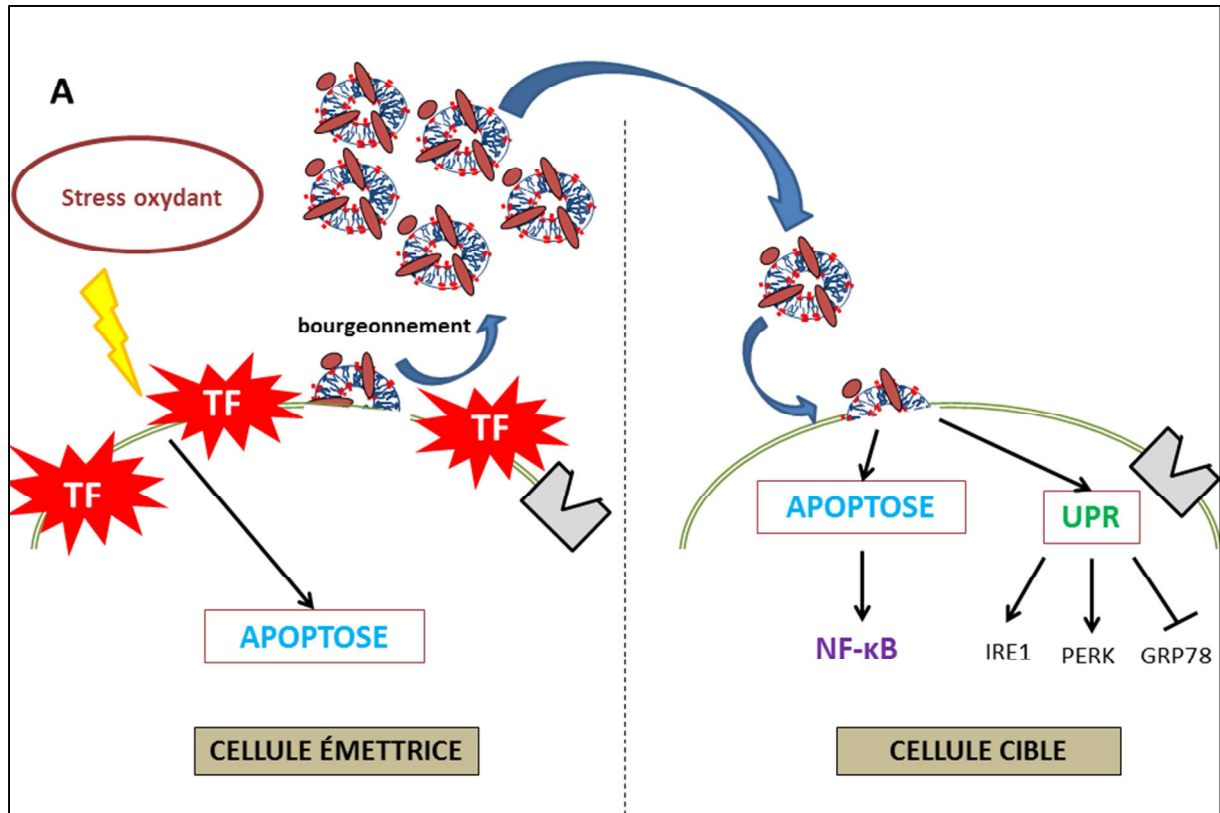 A
Stress oxydant
bourgeonnement
TF
TF
TF
APOPTOSE
CELLULE ÉMETTRICE
APOPTOSE
UPR
NF-κB
IRE1
PERK
GRP78
CELLULE CIBLE